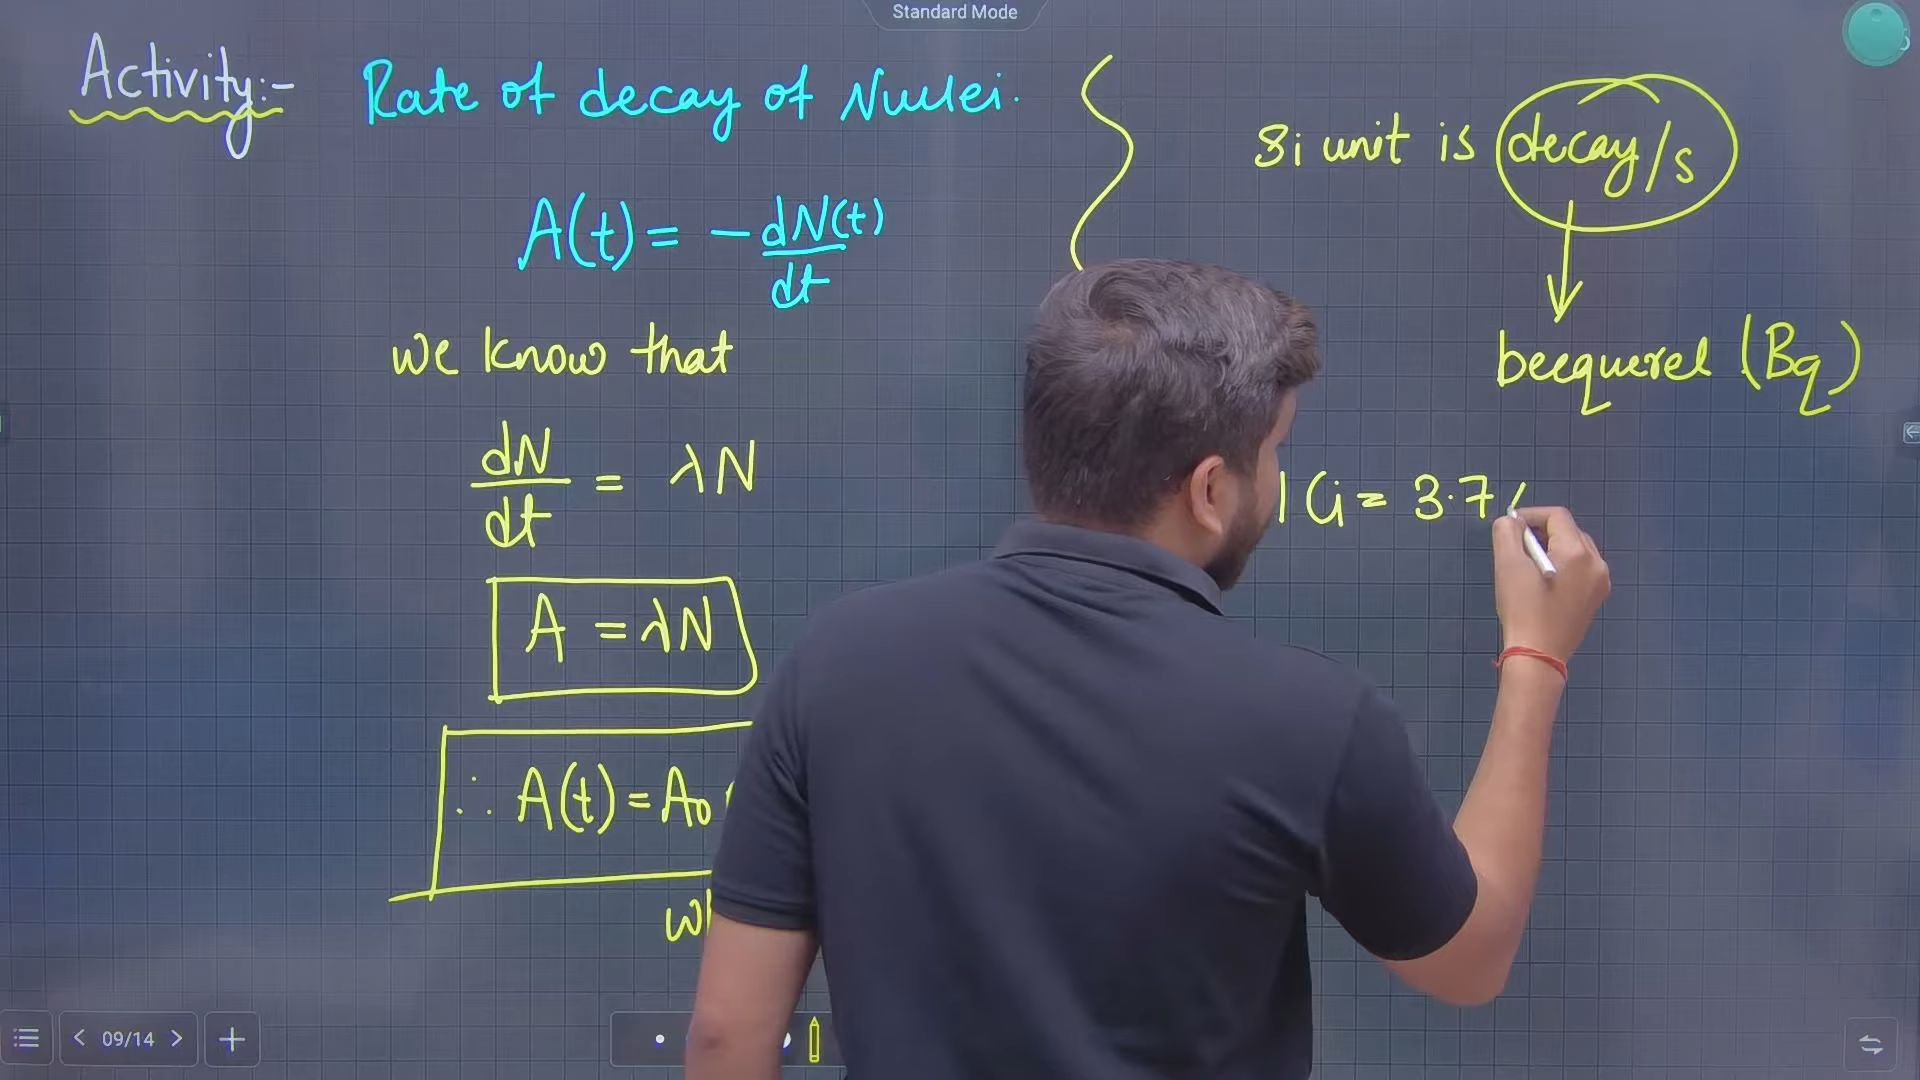 Standard Mode
Activity:- Rate of decay of Nuclei.
A(t) = - dN(t)/dt
we know that
dN/dt = λN
A = λN
∴ A(t) = A₀
Si unit is decay/s
becquerel (Bq)
1 Ci = 3.7
09/14